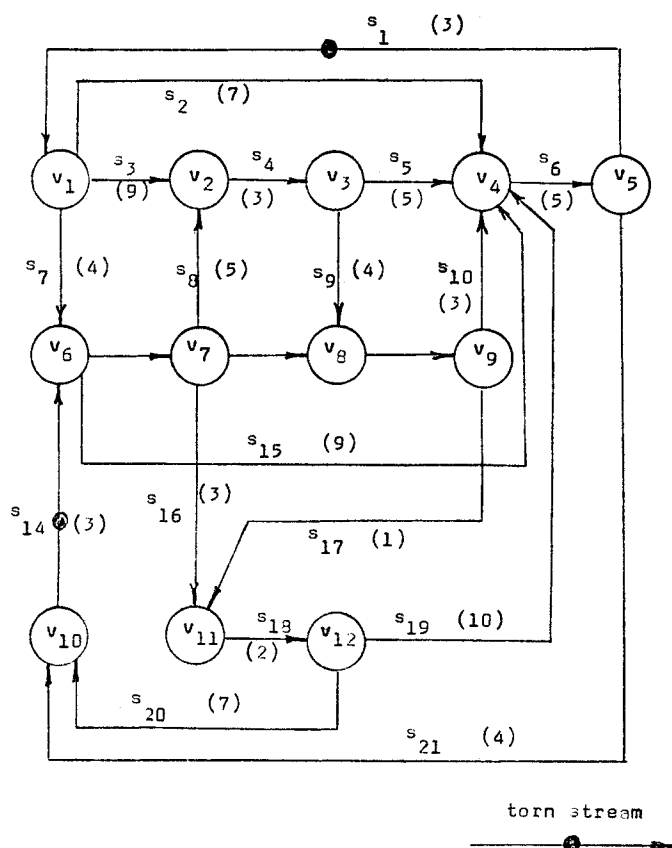 s1 (3)
s2 (7)
v1
s3
(9)
v2
s4
(3)
v3
s5
(5)
v4
s6
(5)
v5
s7 (4)
s8 (5)
s9 (4)
s10
(3)
v6
v7
v8
v9
s15 (9)
s14 (3)
s16 (3)
s17 (1)
v10
v11
s18
(2)
v12
s19 (10)
s20 (7)
s21 (4)
torn stream